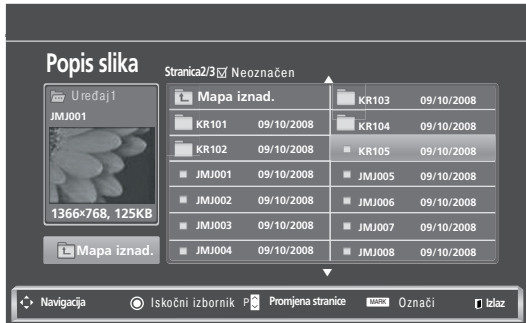 Popis slika
Stranica2/3 Neoznačen
Uređaj1
JMJ001
1366×768, 125KB
Mapa iznad.
Mapa iznad.
KR101 09/10/2008
KR102 09/10/2008
JMJ001 09/10/2008
JMJ002 09/10/2008
JMJ003 09/10/2008
JMJ004 09/10/2008
KR103 09/10/2008
KR104 09/10/2008
KR105 09/10/2008
JMJ005 09/10/2008
JMJ006 09/10/2008
JMJ007 09/10/2008
JMJ008 09/10/2008
Navigacija Iskočni izbornik P Promjena stranice MARK Označi Izlaz